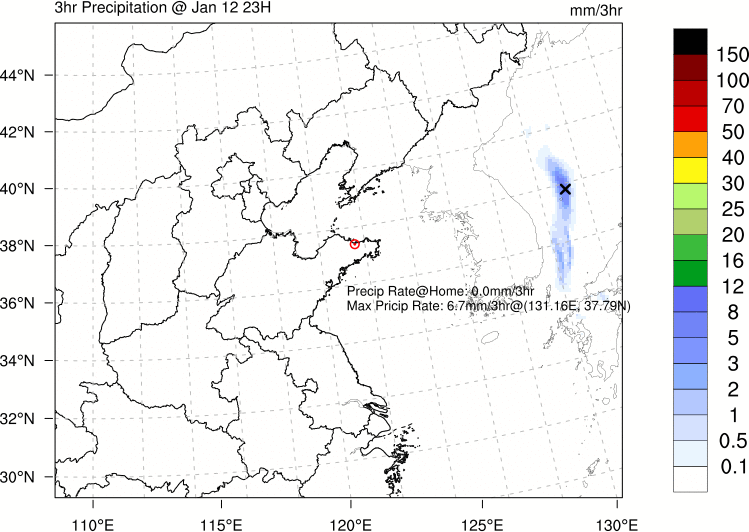 3hr Precipitation @ Jan 12 23H
mm/3hr
44°N
42°N
40°N
38°N
36°N
34°N
32°N
30°N
110°E
115°E
120°E
125°E
130°E
Precip Rate@Home: 0.0mm/3hr
Max Pricip Rate: 6.7mm/3hr@(131.16E, 37.79N)
150
100
70
50
40
30
25
20
16
12
8
5
3
2
1
0.5
0.1